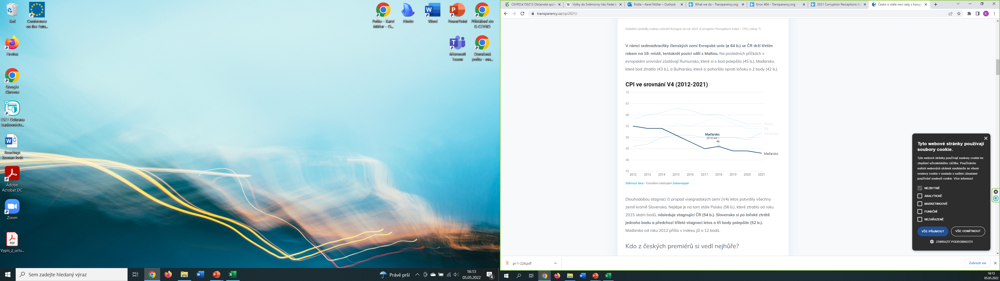 Koš
Conference
on the Futu...
Firefox
Google
Chrome
ESET Ochrana
bankovnictv...
Readings
Roman Joch
Adobe
Acrobat DC
Zoom
PDF
Vypis_z_uctu...
Pošta – Karel
Müller – O...
Ninite
Word
PowerPoint
Přihlášení do
IS CEVRO
Microsoft
Teams
Doručená
pošta - mu...
Sem zadejte hledaný výraz
Právě prší
16:13
05.05.2022
4
CEVRO:k150213 Občanská spole
Volby do Sněmovny lidu Federá
Pošta – Karel Müller – Outlook
What we do - Transparency.org
Error 404 - Transparency.org
2021 Corruption Perceptions Ind
Česko si stále neví rady s korupc
transparency.cz/cpi2021/
K
Globální výsledky Indexu vnímání korupce za rok 2021 (Corruption Perceptions Index – CPI) | zdroj: TI
V rámci sedmadvacítky členských zemí Evropské unie (ø 64 b.) se ČR drží třetím
rokem na 19. místě, tentokrát pozici sdílí s Maltou. Na posledních příčkách v
evropském srovnání zůstávají Rumunsko, které si o bod polepšilo (45 b.), Maďarsko,
které bod ztratilo (43 b.), a Bulharsko, které si pohoršilo oproti loňsku o 2 body (42 b.).
CPI ve srovnání V4 (2012-2021)
70
65
60
55
50
45
40
35
Polsko
ČR
Slovensko
Maďarsko
2018 led 1
46
Maďarsko
2012 2013 2014 2015 2016 2017 2018 2019 2020 2021
Stáhnout data • Vytvořeno nástrojem Datawrapper
Dlouhodobou stagnaci či propad visegradských zemí (V4) letos potvrdily všechny
země kromě Slovenska. Nejlépe je na tom stále Polsko (56 b.), které ztratilo od roku
2015 sedm bodů, následuje stagnující ČR (54 b.). Slovensko si po loňské ztrátě
jednoho bodu a předchozí tříleté stagnaci letos o tři body polepšilo (52 b.).
Maďarsko od roku 2012 přišlo v indexu již o 12 bodů.
Kdo z českých premiérů si vedl nejhůře?
Tyto webové stránky používají
soubory cookie.
Tyto webové stránky používají soubory cookie ke
zlepšení uživatelského zážitku. Používáním
našich webových stránek souhlasíte se všemi
soubory cookie v souladu s našimi zásadami
používání souborů cookie. Více informací
NEZBYTNÉ
ANALYTICKÉ
MARKETINGOVÉ
FUNKČNÍ
NEZAŘAZENÉ
VŠE PŘIJMOUT
VŠE ODMÍTNOUT
ZOBRAZIT PODROBNOSTI
pi-1-224.pdf
Zobrazit vše
16:13
05.05.2022